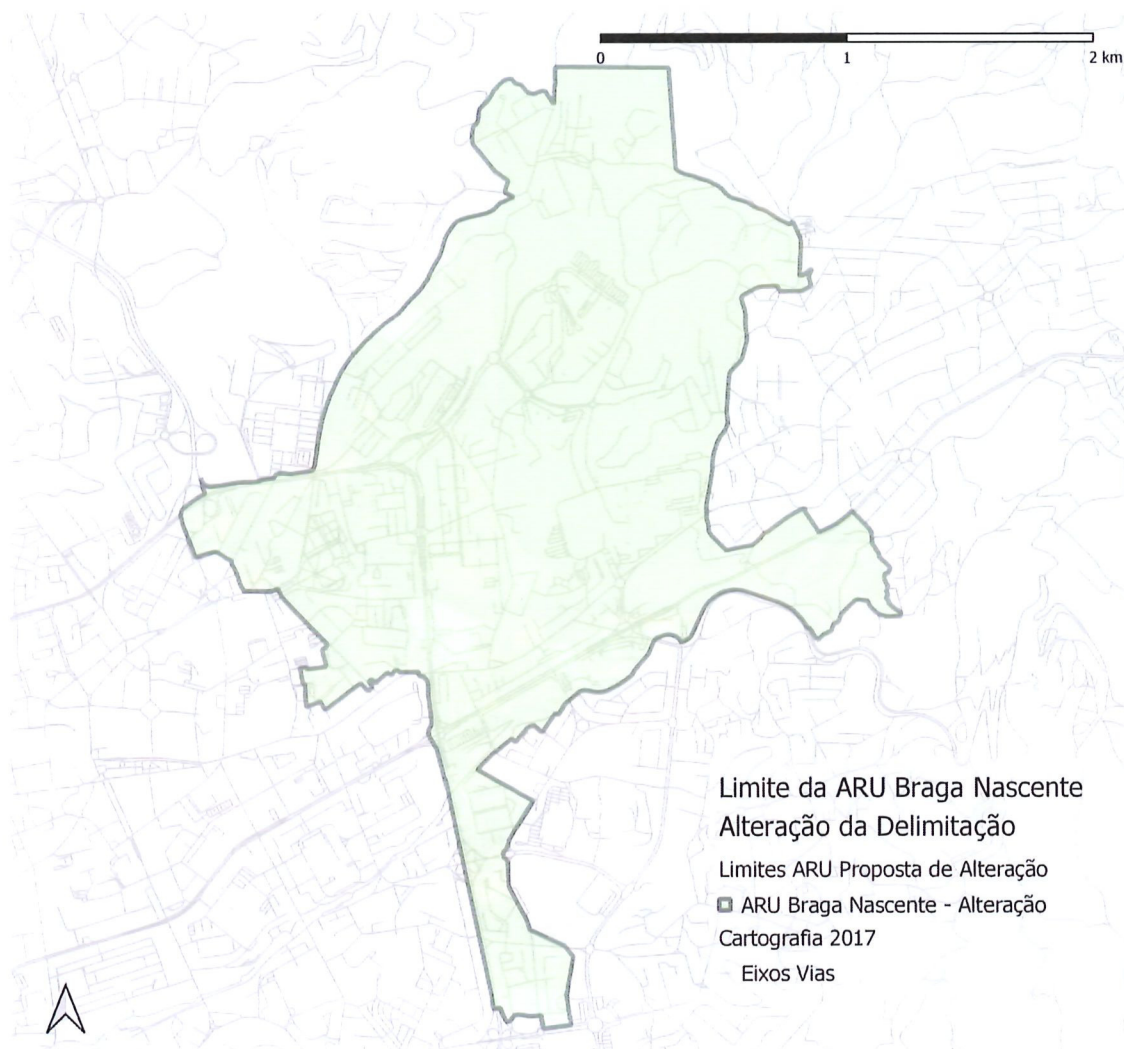 0 1 2 km
Limite da ARU Braga Nascente
Alteração da Delimitação
Limites ARU Proposta de Alteração
ARU Braga Nascente - Alteração
Cartografia 2017
Eixos Vias